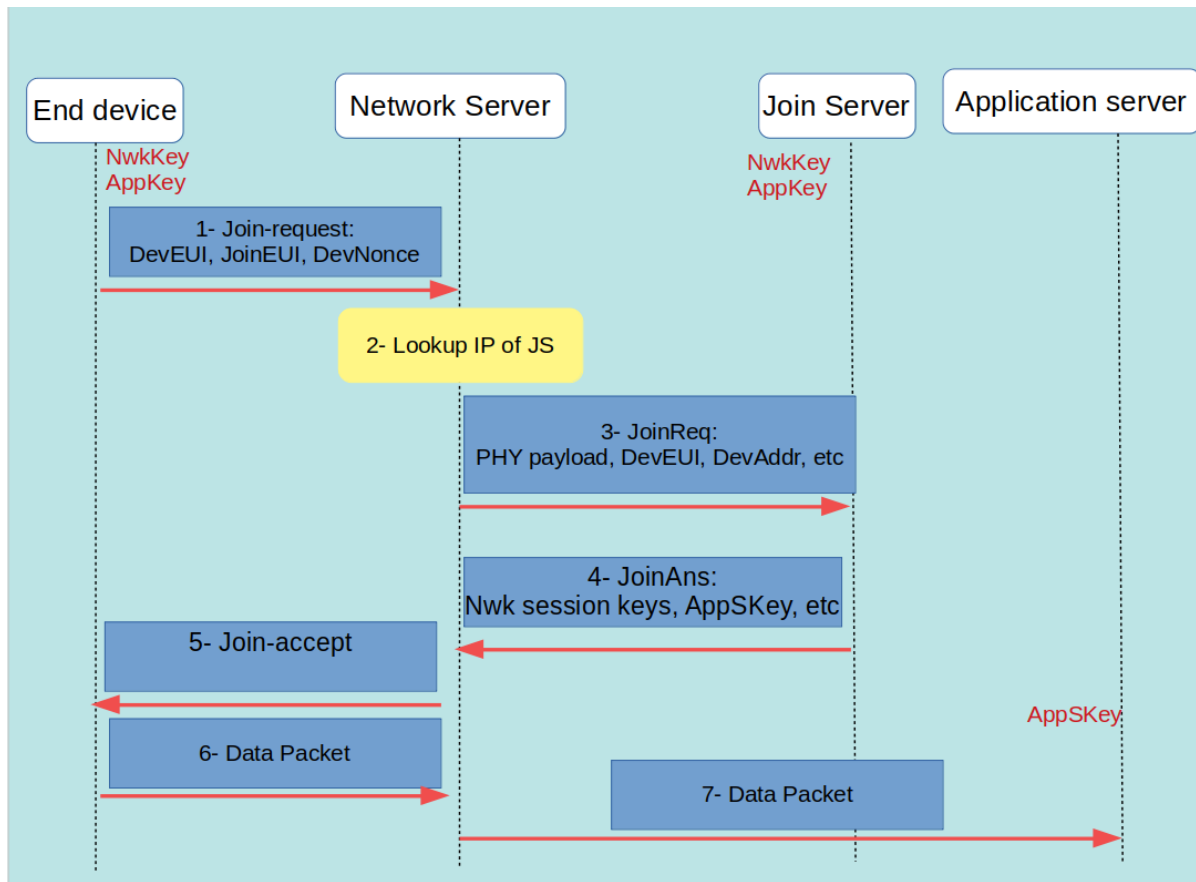 End device
Network Server
Join Server
Application server
NwkKey
AppKey
NwkKey
AppKey
1- Join-request:
DevEUI, JoinEUI, DevNonce
2- Lookup IP of JS
3- JoinReq:
PHY payload, DevEUI, DevAddr, etc
4- JoinAns:
Nwk session keys, AppSKey, etc
5- Join-accept
AppSKey
6- Data Packet
7- Data Packet